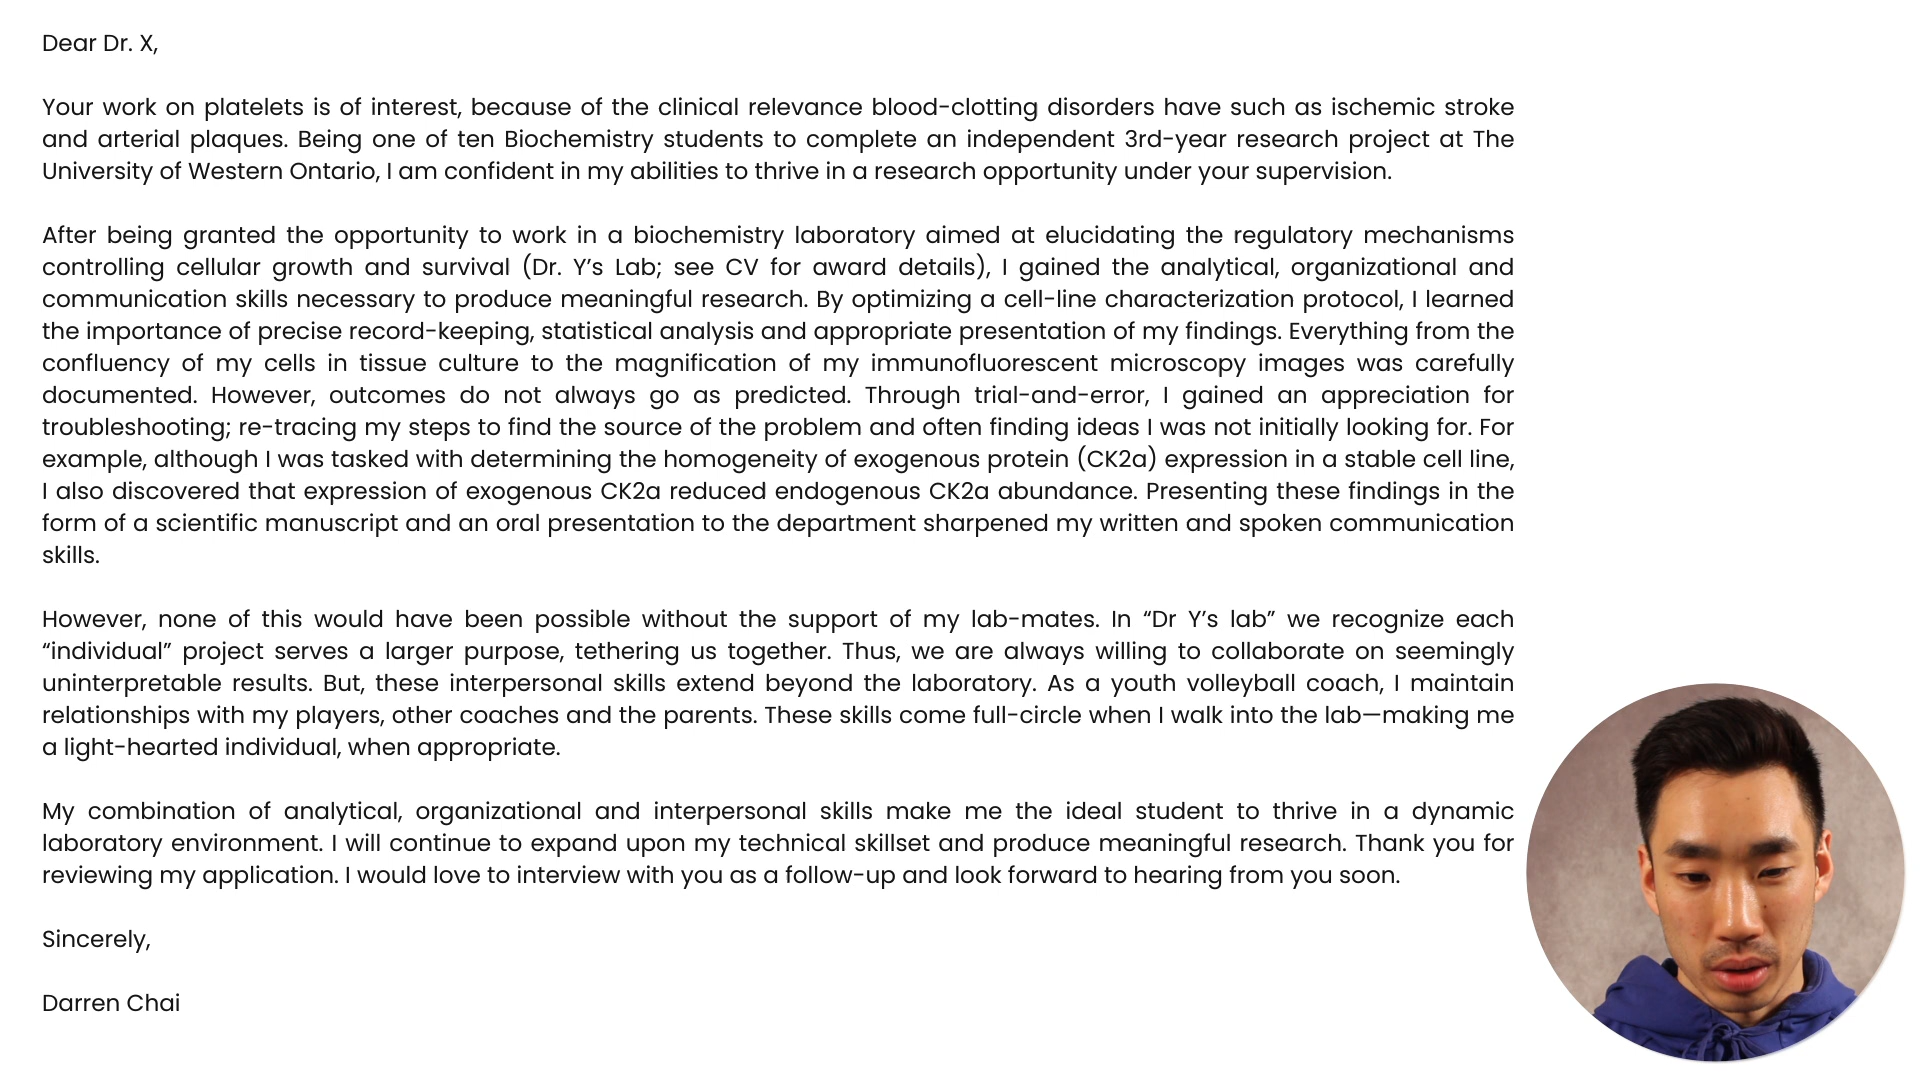 Dear Dr. X,
Your work on platelets is of interest, because of the clinical relevance blood-clotting disorders have such as ischemic stroke
and arterial plaques. Being one of ten Biochemistry students to complete an independent 3rd-year research project at The
University of Western Ontario, I am confident in my abilities to thrive in a research opportunity under your supervision.
After being granted the opportunity to work in a biochemistry laboratory aimed at elucidating the regulatory mechanisms
controlling cellular growth and survival (Dr. Y’s Lab; see CV for award details), I gained the analytical, organizational and
communication skills necessary to produce meaningful research. By optimizing a cell-line characterization protocol, I learned
the importance of precise record-keeping, statistical analysis and appropriate presentation of my findings. Everything from the
confluency of my cells in tissue culture to the magnification of my immunofluorescent microscopy images was carefully
documented. However, outcomes do not always go as predicted. Through trial-and-error, I gained an appreciation for
troubleshooting; re-tracing my steps to find the source of the problem and often finding ideas I was not initially looking for. For
example, although I was tasked with determining the homogeneity of exogenous protein (CK2a) expression in a stable cell line,
I also discovered that expression of exogenous CK2a reduced endogenous CK2a abundance. Presenting these findings in the
form of a scientific manuscript and an oral presentation to the department sharpened my written and spoken communication
skills.
However, none of this would have been possible without the support of my lab-mates. In “Dr Y’s lab” we recognize each
“individual” project serves a larger purpose, tethering us together. Thus, we are always willing to collaborate on seemingly
uninterpretable results. But, these interpersonal skills extend beyond the laboratory. As a youth volleyball coach, I maintain
relationships with my players, other coaches and the parents. These skills come full-circle when I walk into the lab—making me
a light-hearted individual, when appropriate.
My combination of analytical, organizational and interpersonal skills make me the ideal student to thrive in a dynamic
laboratory environment. I will continue to expand upon my technical skillset and produce meaningful research. Thank you for
reviewing my application. I would love to interview with you as a follow-up and look forward to hearing from you soon.
Sincerely,
Darren Chai